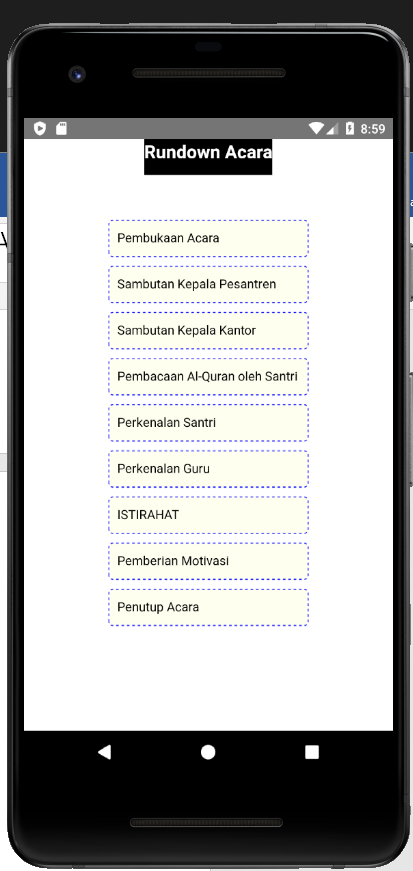 8:59
Rundown Acara
Pembukaan Acara
Sambutan Kepala Pesantren
Sambutan Kepala Kantor
Pembacaan Al-Quran oleh Santri
Perkenalan Santri
Perkenalan Guru
ISTIRAHAT
Pemberian Motivasi
Penutup Acara